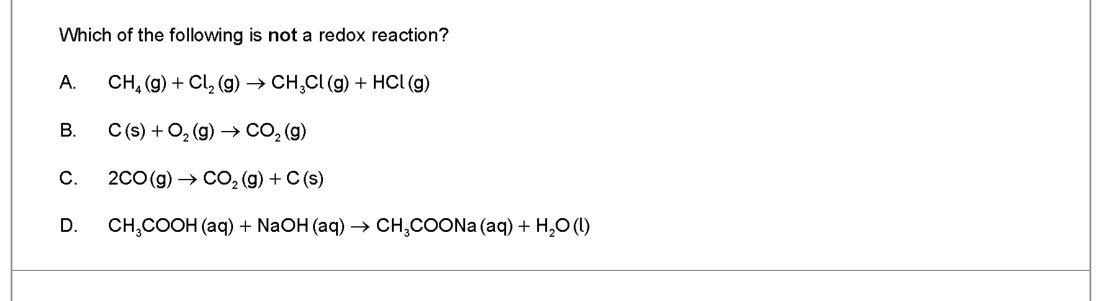 Which of the following is not a redox reaction?
A. CH₄ (g) + Cl₂ (g) → CH₃Cl (g) + HCl (g)
B. C (s) + O₂ (g) → CO₂ (g)
C. 2CO (g) → CO₂ (g) + C (s)
D. CH₃COOH (aq) + NaOH (aq) → CH₃COONa (aq) + H₂O (l)